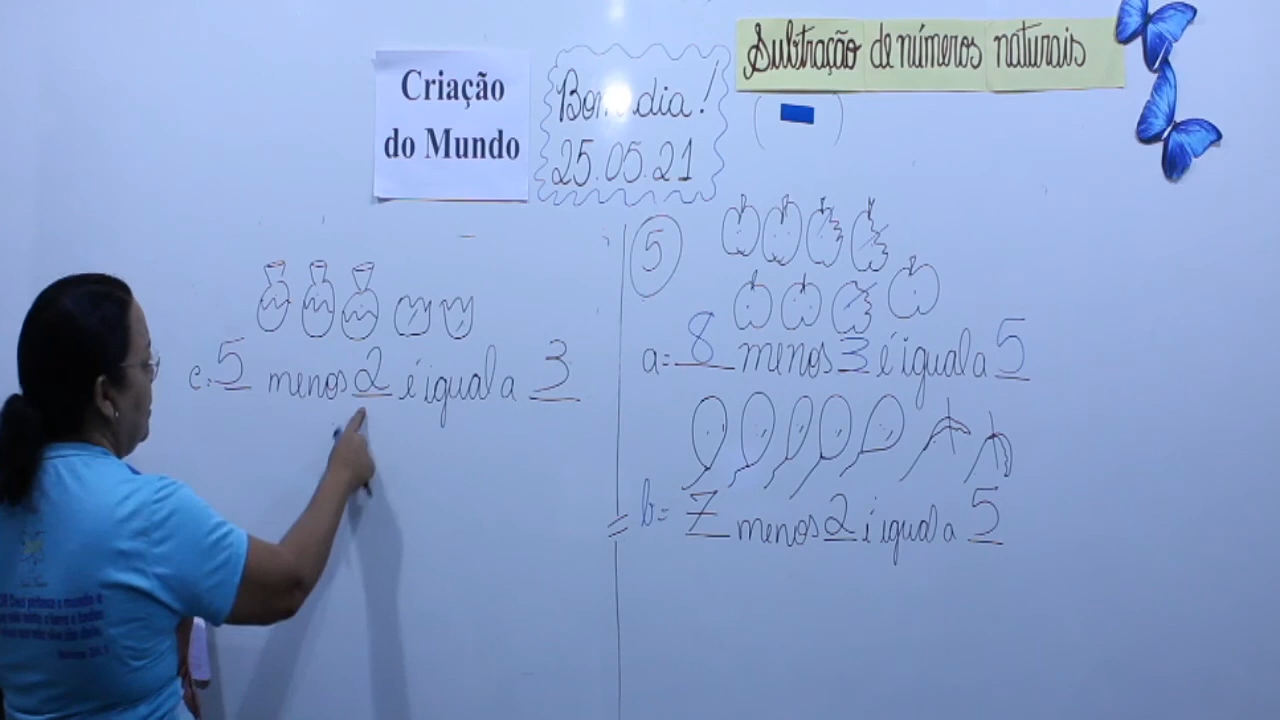 Criação
do Mundo
Bom dia!
25.05.21
Subtração de números naturais
5
a= 8 menos 3 é igual a 5
b= 7 menos 2 é igual a 5
c: 5 menos 2 é igual a 3